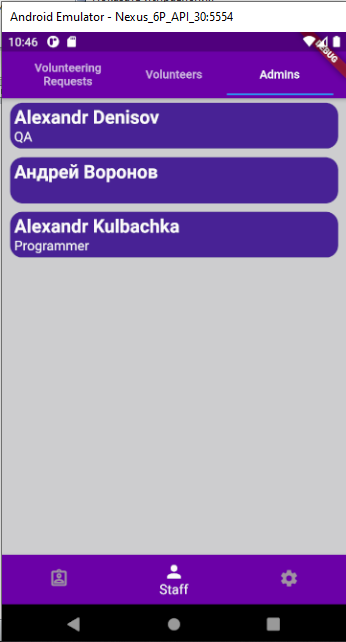 Android Emulator - Nexus_6P_API_30:5554
10:46
DEBUG
Volunteering
Requests
Volunteers
Admins
Alexandr Denisov
QA
Андрей Воронов
Alexandr Kulbachka
Programmer
Staff